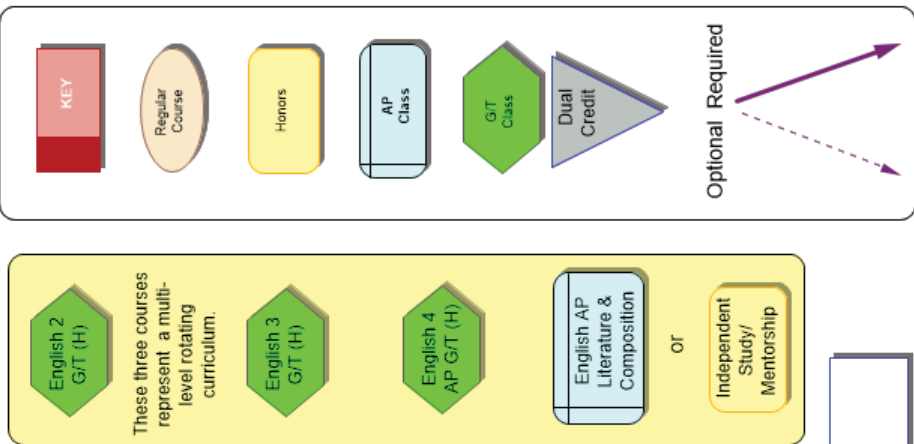 KEY
Regular
Course
Honors
AP
Class
G/T
Class
Dual
Credit
Optional Required
English 2
G/T (H)
These three courses
represent a multi-
level rotating
curriculum.
English 3
G/T (H)
English 4
AP G/T (H)
English AP
Literature &
Composition
or
Independent
Study/
Mentorship